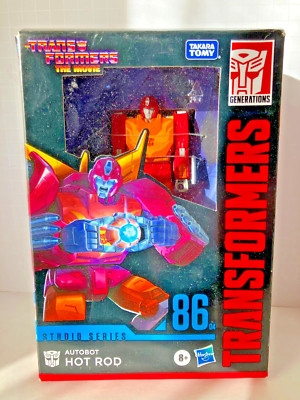 TRANSFORMERS
THE MOVIE
TAKARA
TOMY
GENERATIONS
TRANSFORMERS
86
04
STUDIO SERIES
AUTOBOT
HOT ROD
8+
Hasbro